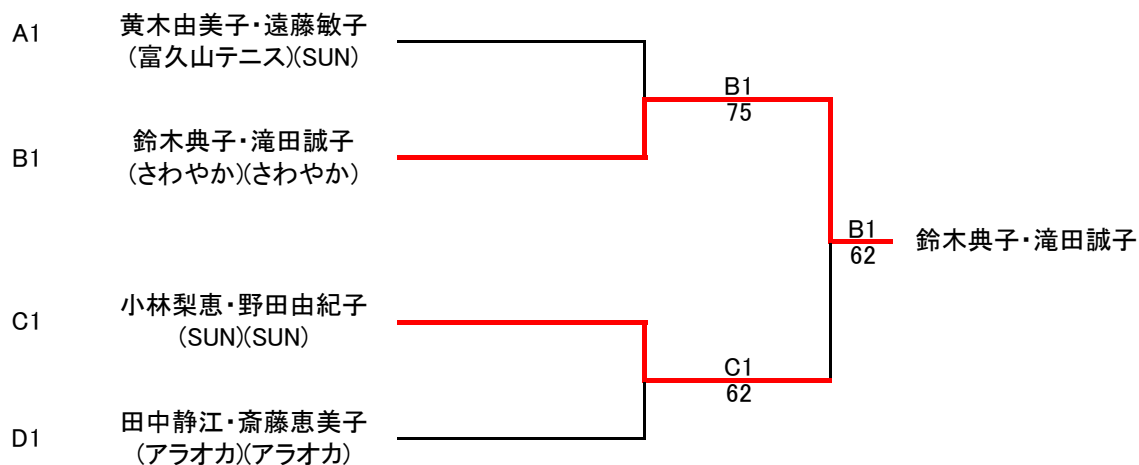 A1
黄木由美子・遠藤敏子
(富久山テニス)(SUN)
B1
鈴木典子・滝田誠子
(さわやか)(さわやか)
C1
小林梨恵・野田由紀子
(SUN)(SUN)
D1
田中静江・斎藤恵美子
(アラオカ)(アラオカ)
B1
75
C1
62
B1
62
鈴木典子・滝田誠子